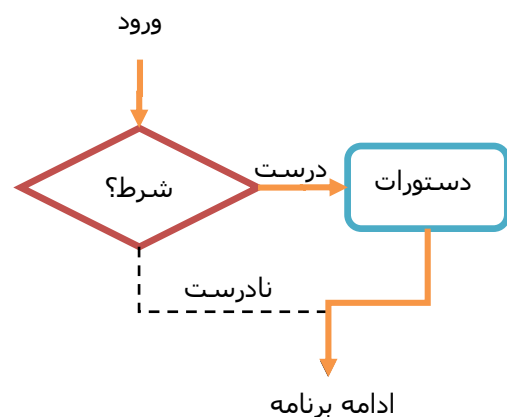 ورود
شرط؟
درست
دستورات
نادرست
ادامه برنامه